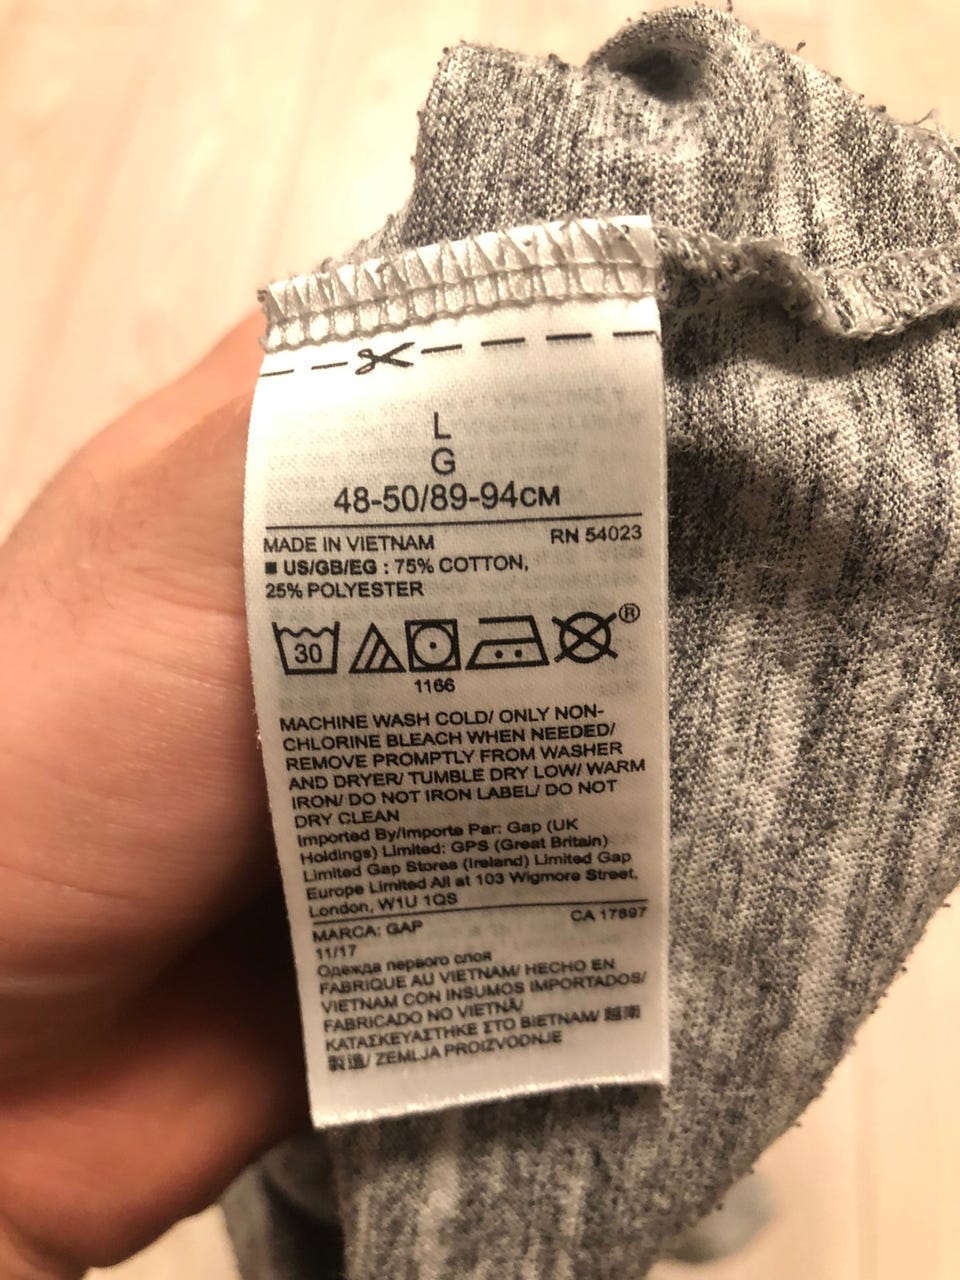 L
G
48-50/89-94CM
MADE IN VIETNAM RN 54023
■ US/GB/EG : 75% COTTON,
25% POLYESTER
30
®
1166
MACHINE WASH COLD/ ONLY NON-
CHLORINE BLEACH WHEN NEEDED/
REMOVE PROMPTLY FROM WASHER
AND DRYER/ TUMBLE DRY LOW/ WARM
IRON/ DO NOT IRON LABEL/ DO NOT
DRY CLEAN
Imported By/Importe Par: Gap (UK
Holdings) Limited: GPS (Great Britain)
Limited Gap Stores (Ireland) Limited Gap
Europe Limited All at 103 Wigmore Street,
London, W1U 1QS
MARCA: GAP CA 17897
11/17
Одежда первого слоя
FABRIQUE AU VIETNAM/ HECHO EN
VIETNAM CON INSUMOS IMPORTADOS/
FABRICADO NO VIETNÃ/
ΚΑΤΑΣΚΕΥΑΣΤΗΚΕ ΣΤΟ ΒΙΕΤΝΑΜ/ 越南
製造/ ZEMLJA PROIZVODNJE